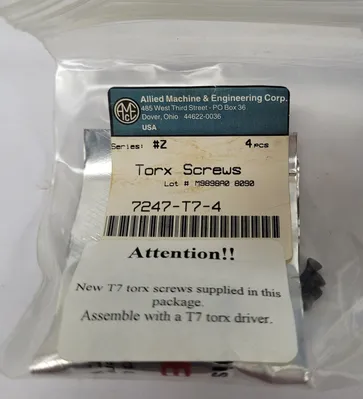 AMEC
Allied Machine & Engineering Corp.
485 West Third Street - PO Box 36
Dover, Ohio 44622-0036
USA
Series: #Z 4 pcs
Torx Screws
Lot # M9898A0 8090
7247-T7-4
Attention!!
New T7 torx screws supplied in this
package.
Assemble with a T7 torx driver.